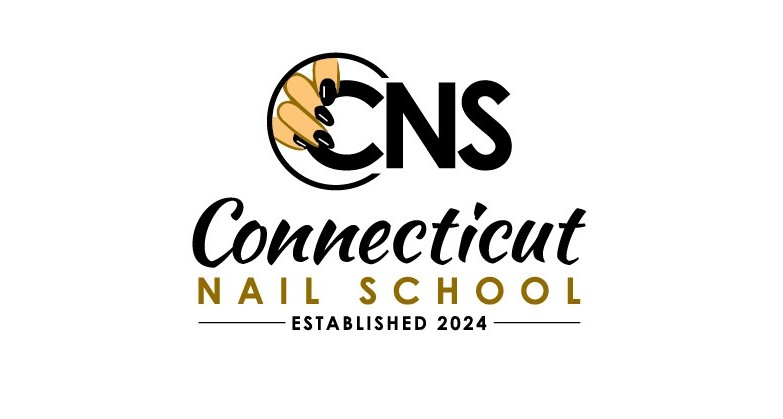 CNS
Connecticut
NAIL SCHOOL
ESTABLISHED 2024